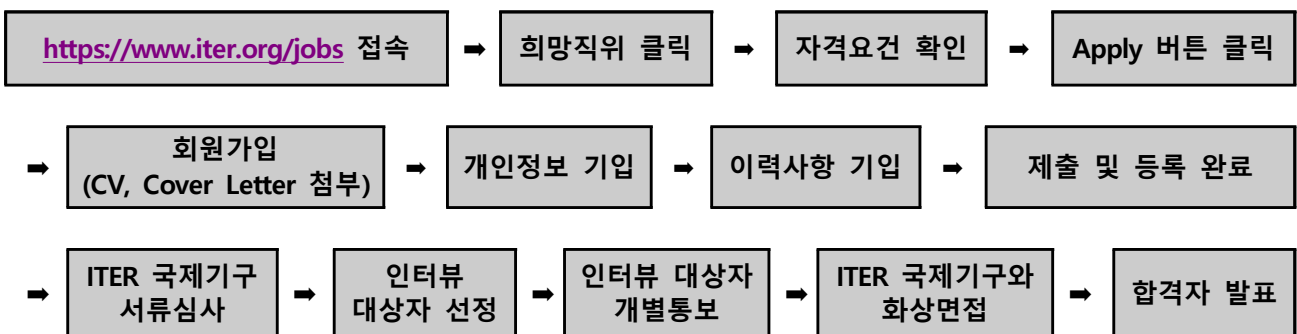 https://www.iter.org/jobs 접속 ➡ 희망직위 클릭 ➡ 자격요건 확인 ➡ Apply 버튼 클릭
➡ 회원가입
(CV, Cover Letter 첨부) ➡ 개인정보 기입 ➡ 이력사항 기입 ➡ 제출 및 등록 완료
➡ ITER 국제기구
서류심사 ➡ 인터뷰
대상자 선정 ➡ 인터뷰 대상자
개별통보 ➡ ITER 국제기구와
화상면접 ➡ 합격자 발표